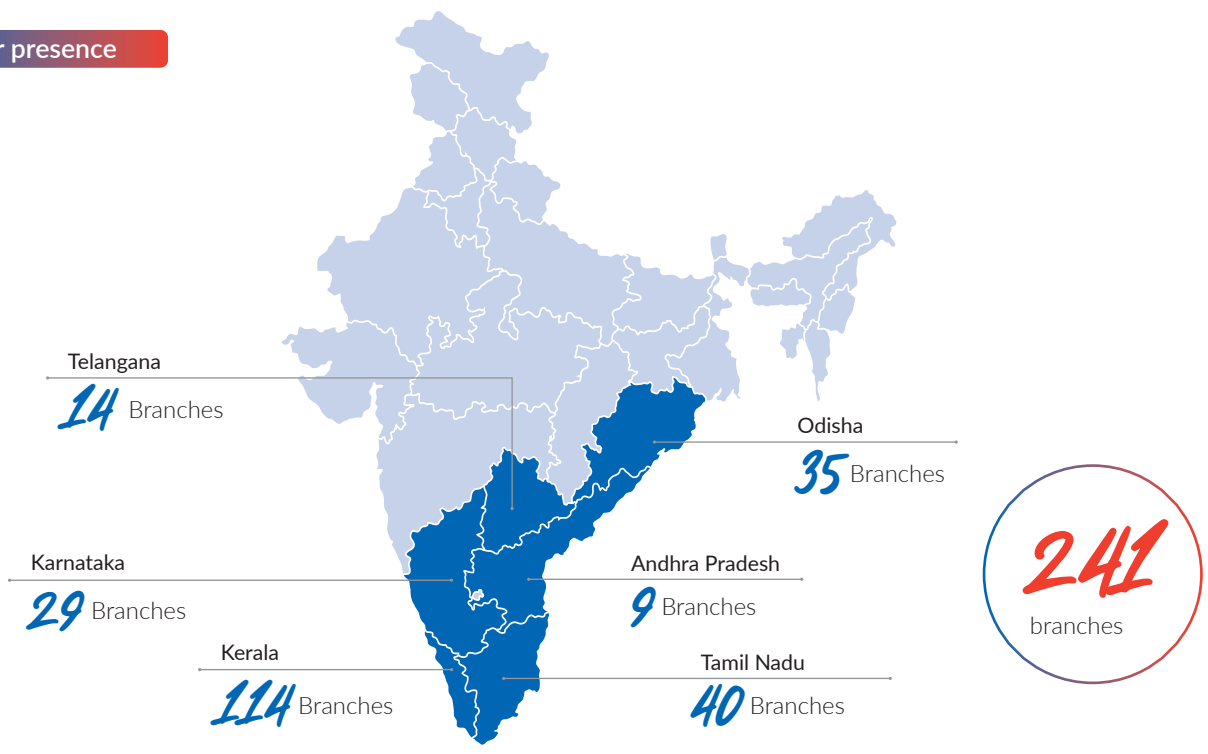 r presence
Telangana
14 Branches
Odisha
35 Branches
Karnataka
29 Branches
Andhra Pradesh
9 Branches
Kerala
114 Branches
Tamil Nadu
40 Branches
241
branches